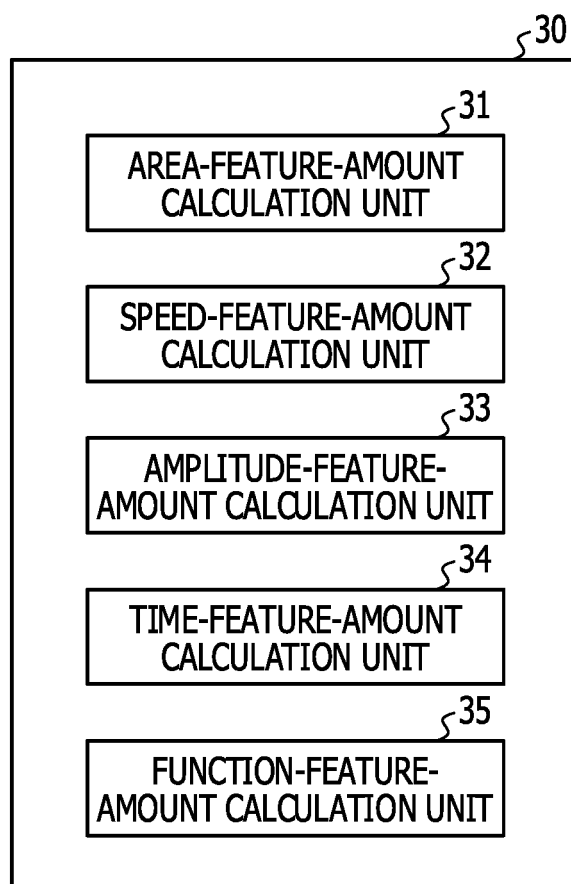 30
31
AREA-FEATURE-AMOUNT
CALCULATION UNIT
32
SPEED-FEATURE-AMOUNT
CALCULATION UNIT
33
AMPLITUDE-FEATURE-
AMOUNT CALCULATION UNIT
34
TIME-FEATURE-AMOUNT
CALCULATION UNIT
35
FUNCTION-FEATURE-
AMOUNT CALCULATION UNIT